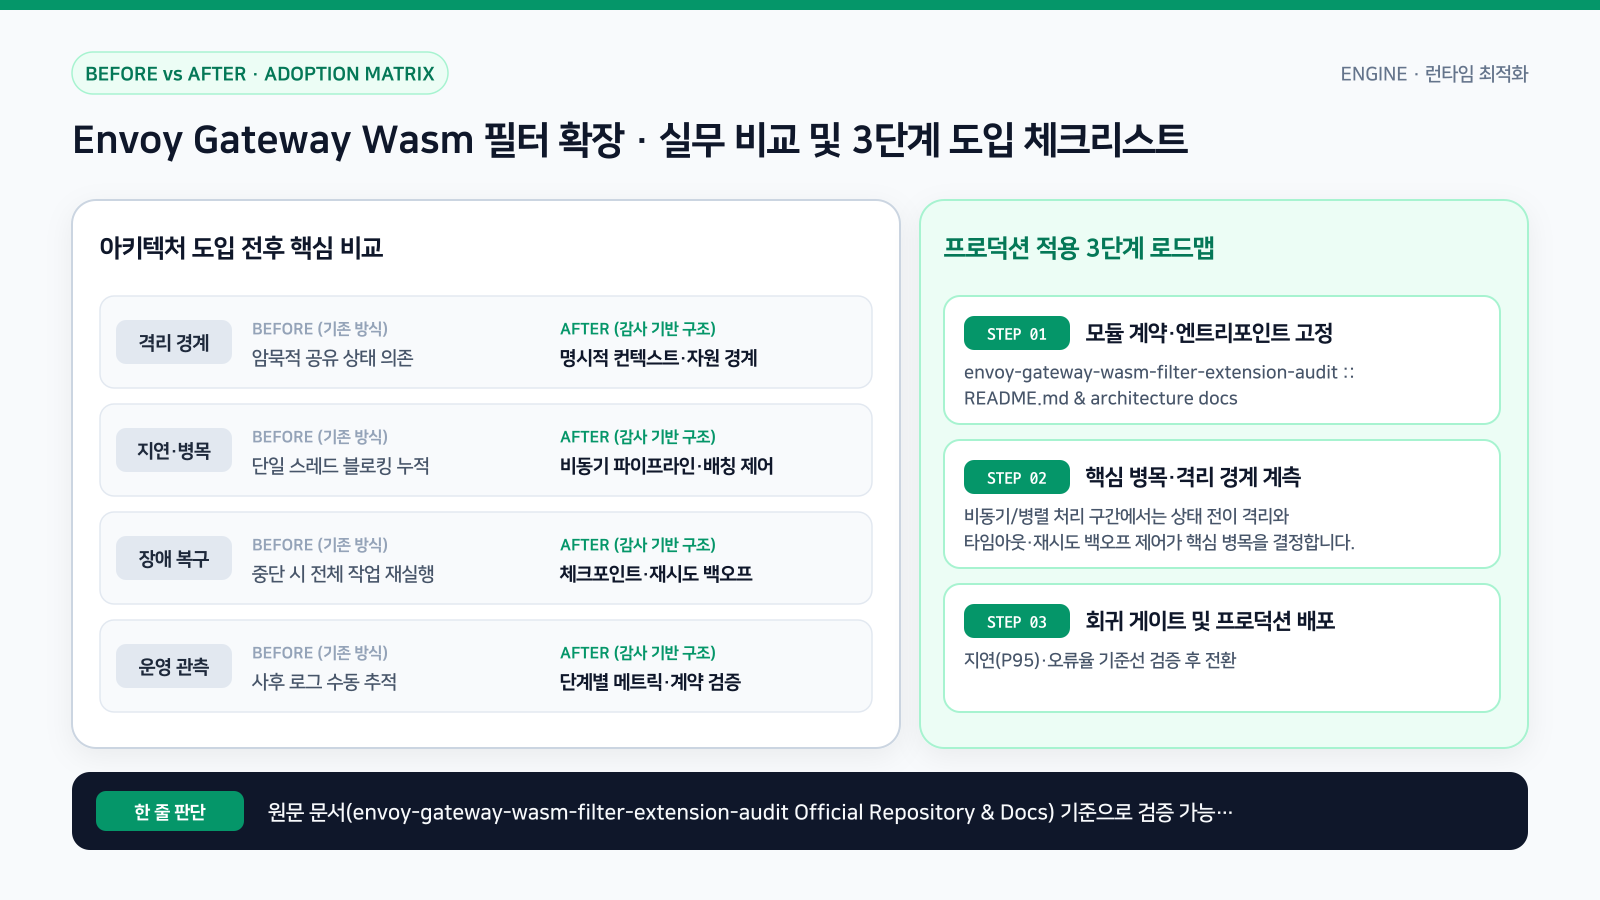 BEFORE vs AFTER · ADOPTION MATRIX
ENGINE · 런타임 최적화
Envoy Gateway Wasm 필터 확장 · 실무 비교 및 3단계 도입 체크리스트
아키텍처 도입 전후 핵심 비교
격리 경계
BEFORE (기존 방식)
암묵적 공유 상태 의존
AFTER (감사 기반 구조)
명시적 컨텍스트·자원 경계
지연·병목
BEFORE (기존 방식)
단일 스레드 블로킹 누적
AFTER (감사 기반 구조)
비동기 파이프라인·배칭 제어
장애 복구
BEFORE (기존 방식)
중단 시 전체 작업 재실행
AFTER (감사 기반 구조)
체크포인트·재시도 백오프
운영 관측
BEFORE (기존 방식)
사후 로그 수동 추적
AFTER (감사 기반 구조)
단계별 메트릭·계약 검증
프로덕션 적용 3단계 로드맵
STEP 01
모듈 계약·엔트리포인트 고정
envoy-gateway-wasm-filter-extension-audit ::
README.md & architecture docs
STEP 02
핵심 병목·격리 경계 계측
비동기/병렬 처리 구간에서는 상태 전이 격리와
타임아웃·재시도 백오프 제어가 핵심 병목을 결정합니다.
STEP 03
회귀 게이트 및 프로덕션 배포
지연(P95)·오류율 기준선 검증 후 전환
한 줄 판단
원문 문서(envoy-gateway-wasm-filter-extension-audit Official Repository & Docs) 기준으로 검증 가능…